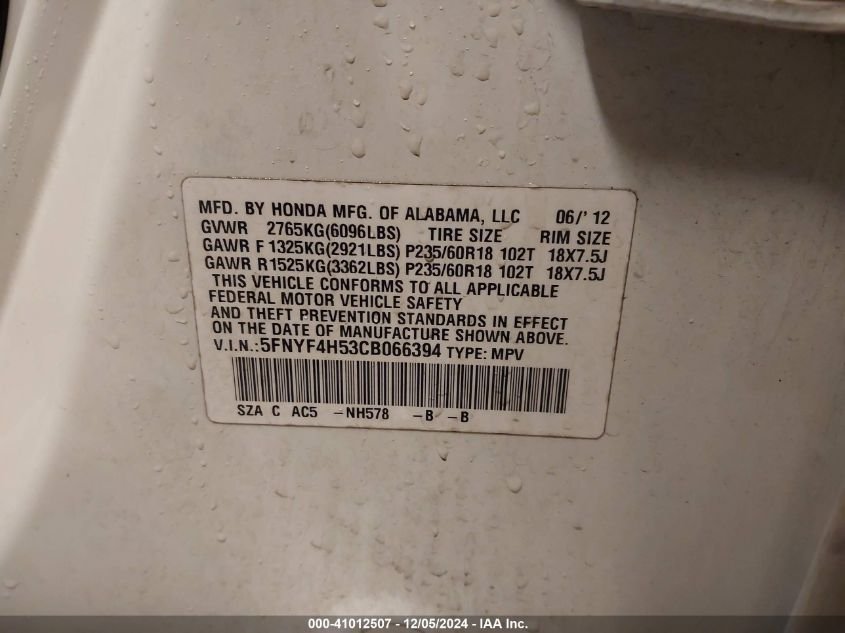 MFD. BY HONDA MFG. OF ALABAMA, LLC 06/' 12
GVWR 2765KG(6096LBS) TIRE SIZE RIM SIZE
GAWR F 1325KG(2921LBS) P235/60R18 102T 18X7.5J
GAWR R1525KG(3362LBS) P235/60R18 102T 18X7.5J
THIS VEHICLE CONFORMS TO ALL APPLICABLE
FEDERAL MOTOR VEHICLE SAFETY
AND THEFT PREVENTION STANDARDS IN EFFECT
ON THE DATE OF MANUFACTURE SHOWN ABOVE.
V.I.N.:5FNYF4H53CB066394 TYPE: MPV
SZA C AC5 -NH578 -B -B
000-41012507 - 12/05/2024 - IAA Inc.